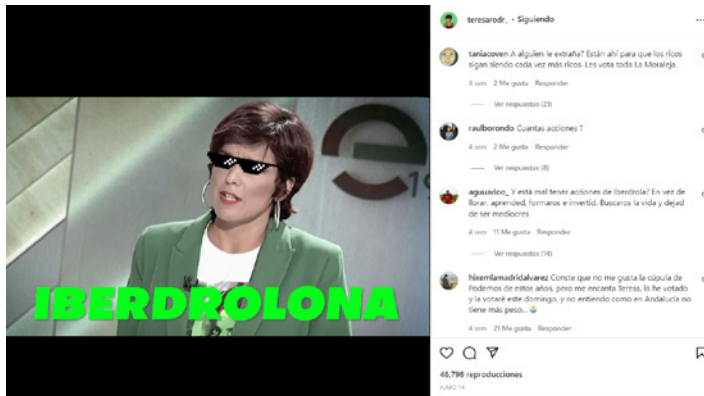 teresarodr_ • Siguiendo
taniacoven A alguien le extraña? Están ahí para que los ricos
sigan siendo cada vez más ricos. Les vota toda La Moraleja.
4 sem 2 Me gusta Responder
Ver respuestas (23)
raulborondo Cuantas acciones ?
4 sem 2 Me gusta Responder
Ver respuestas (8)
Y está mal tener acciones de Iberdrola? En vez de
llorar, aprended, formaros e invertid. Buscaros la vida y dejad
de ser mediocres
4 sem 11 Me gusta Responder
Ver respuestas (14)
hixemlamadridalvarez Conste que no me gusta la cúpula de
Podemos de estos años, pero me encanta Teresa, la he votado
y la votaré este domingo, y no entiendo como en Andalucía no
tiene más peso...
4 sem 21 Me gusta Responder
IBERDROLONA
46,798 reproducciones
JUNIO 14